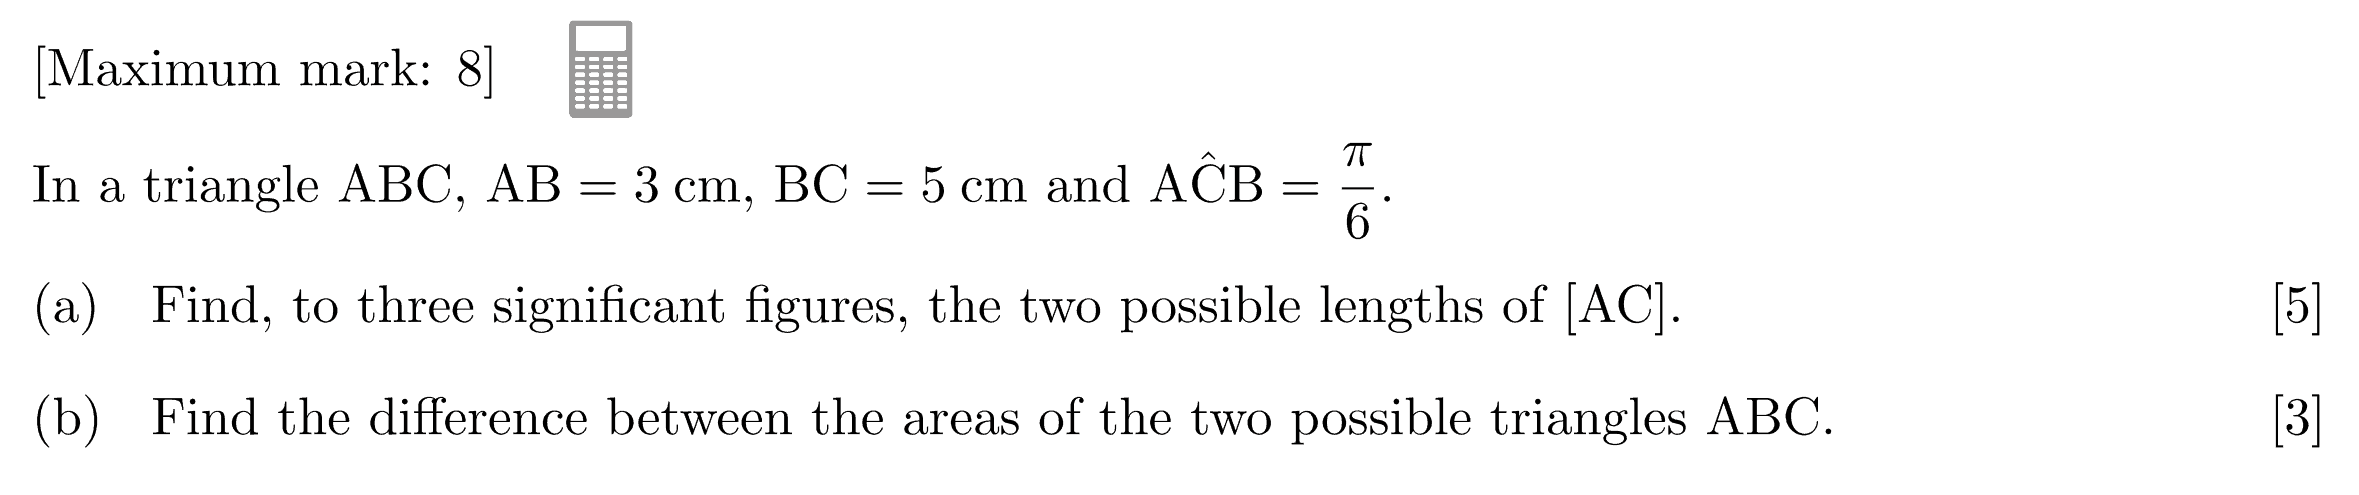 [Maximum mark: 8]
In a triangle ABC, AB = 3 cm, BC = 5 cm and AĈB = π/6.
(a) Find, to three significant figures, the two possible lengths of [AC]. [5]
(b) Find the difference between the areas of the two possible triangles ABC. [3]